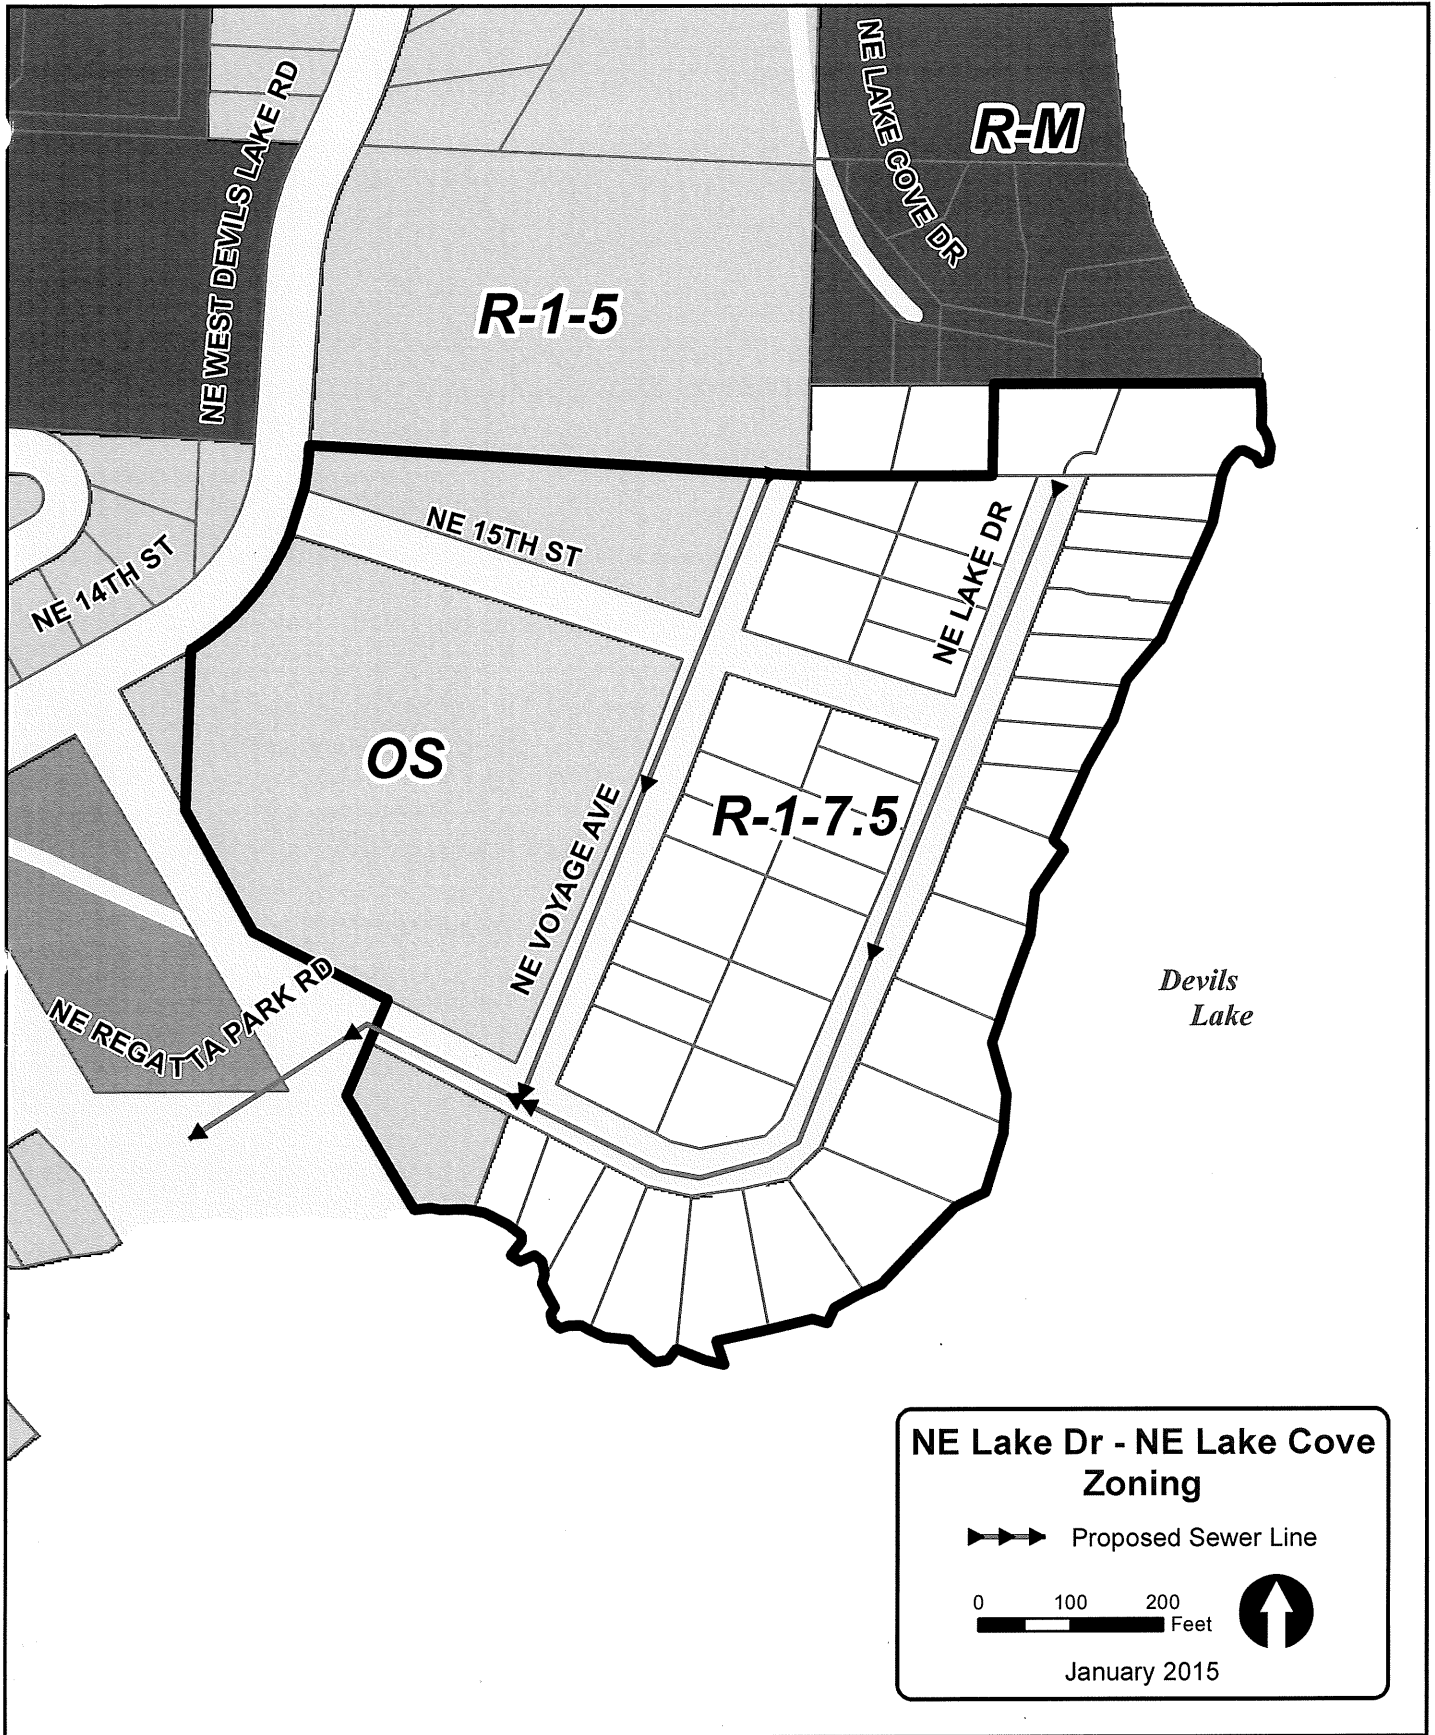 NE LAKE COVE DR
R-M
NE WEST DEVILS LAKE RD
R-1-5
NE 15TH ST
NE LAKE DR
NE 14TH ST
OS
R-1-7.5
NE VOYAGE AVE
NE REGATTA PARK RD
Devils
Lake
NE Lake Dr - NE Lake Cove
Zoning
Proposed Sewer Line
0 100 200
Feet
January 2015